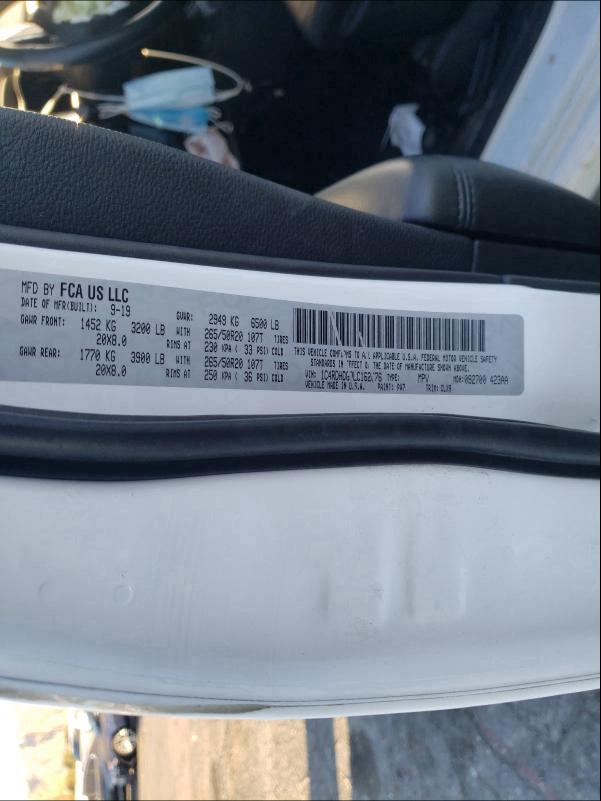 MFD BY FCA US LLC
DATE OF MFR(BUILT): 9-19
GVWR: 2949 KG 6500 LB
GAWR FRONT: 1452 KG 3200 LB WITH 265/50R20 107T TIRES
20X8.0 RIMS AT 230 KPA ( 33 PSI) COLD
GAWR REAR: 1770 KG 3900 LB WITH 265/50R20 107T TIRES
20X8.0 RIMS AT 250 KPA ( 36 PSI) COLD
THIS VEHICLE CONFORMS TO ALL APPLICABLE U.S.A. FEDERAL MOTOR VEHICLE SAFETY
STANDARDS IN EFFECT ON THE DATE OF MANUFACTURE SHOWN ABOVE.
VIN: TYPE: MPV MDH: 092700 423AA
VEHICLE MADE IN U.S.A. PAINT: PW7 TRIM: CLX9